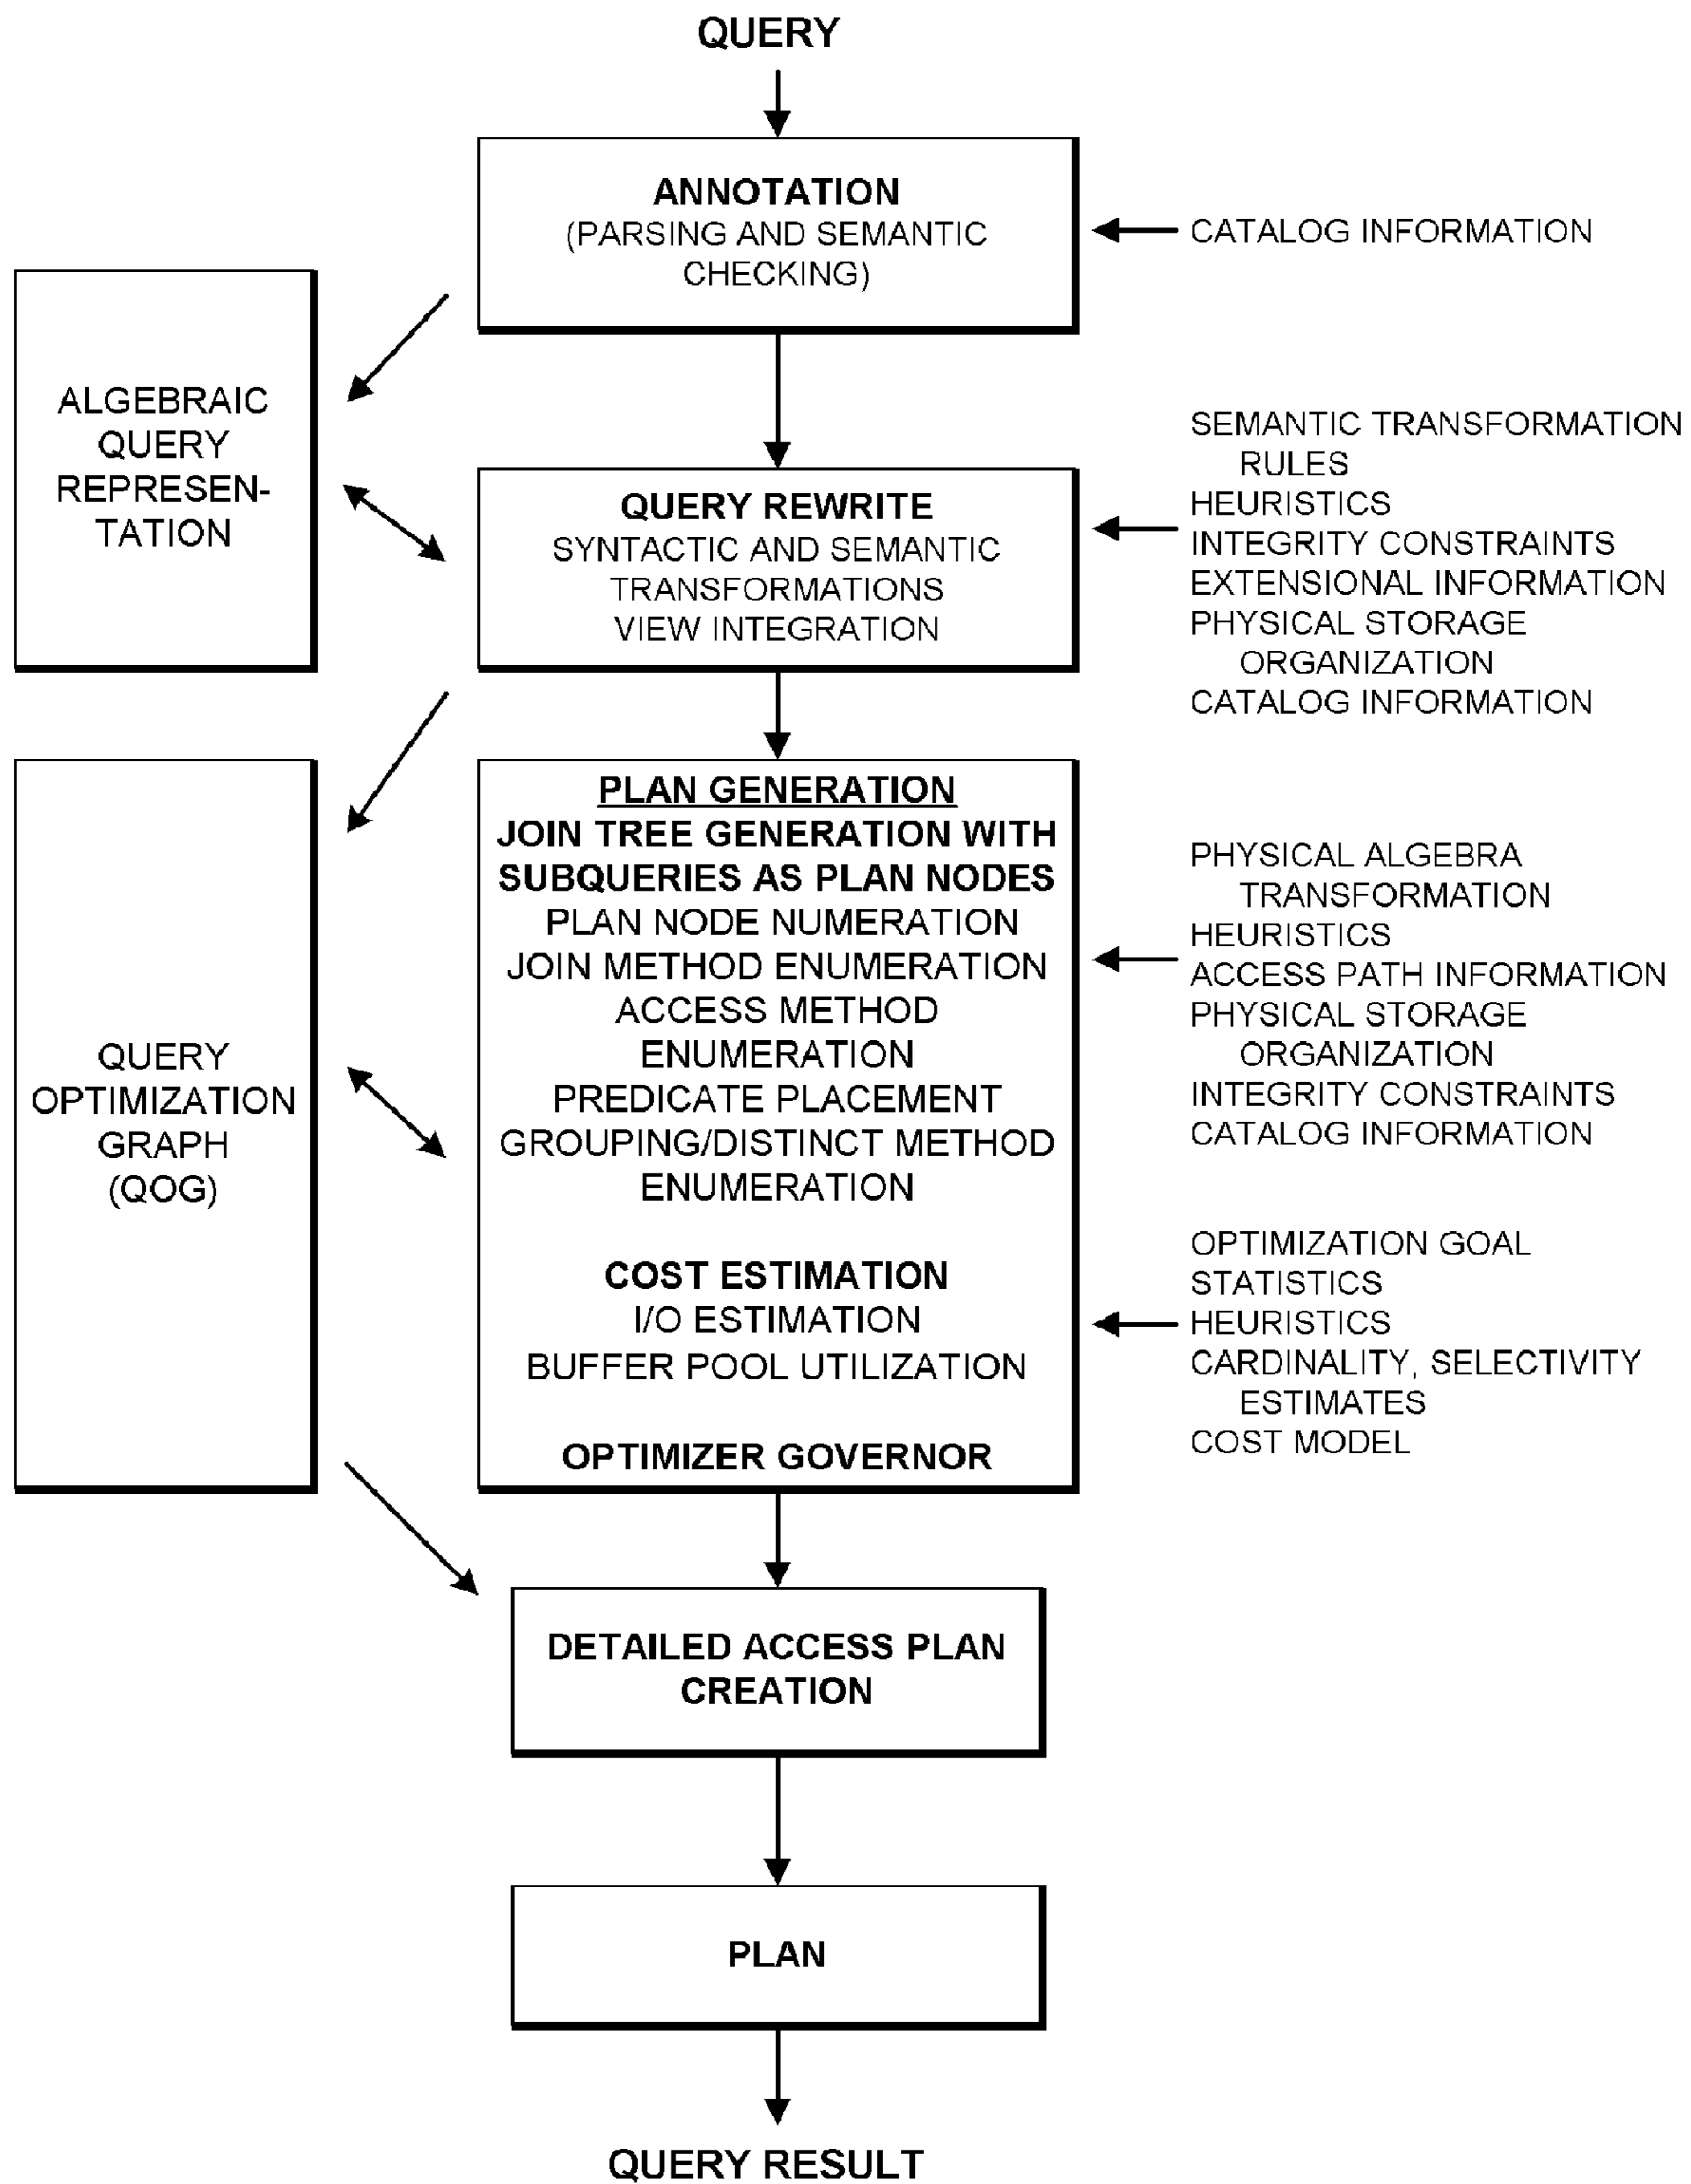 QUERY
ANNOTATION
(PARSING AND SEMANTIC
CHECKING)
CATALOG INFORMATION
ALGEBRAIC
QUERY
REPRESEN-
TATION
QUERY REWRITE
SYNTACTIC AND SEMANTIC
TRANSFORMATIONS
VIEW INTEGRATION
SEMANTIC TRANSFORMATION
RULES
HEURISTICS
INTEGRITY CONSTRAINTS
EXTENSIONAL INFORMATION
PHYSICAL STORAGE
ORGANIZATION
CATALOG INFORMATION
QUERY
OPTIMIZATION
GRAPH
(QOG)
PLAN GENERATION
JOIN TREE GENERATION WITH
SUBQUERIES AS PLAN NODES
PLAN NODE NUMERATION
JOIN METHOD ENUMERATION
ACCESS METHOD
ENUMERATION
PREDICATE PLACEMENT
GROUPING/DISTINCT METHOD
ENUMERATION
COST ESTIMATION
I/O ESTIMATION
BUFFER POOL UTILIZATION
OPTIMIZER GOVERNOR
PHYSICAL ALGEBRA
TRANSFORMATION
HEURISTICS
ACCESS PATH INFORMATION
PHYSICAL STORAGE
ORGANIZATION
INTEGRITY CONSTRAINTS
CATALOG INFORMATION
OPTIMIZATION GOAL
STATISTICS
HEURISTICS
CARDINALITY, SELECTIVITY
ESTIMATES
COST MODEL
DETAILED ACCESS PLAN
CREATION
PLAN
QUERY RESULT